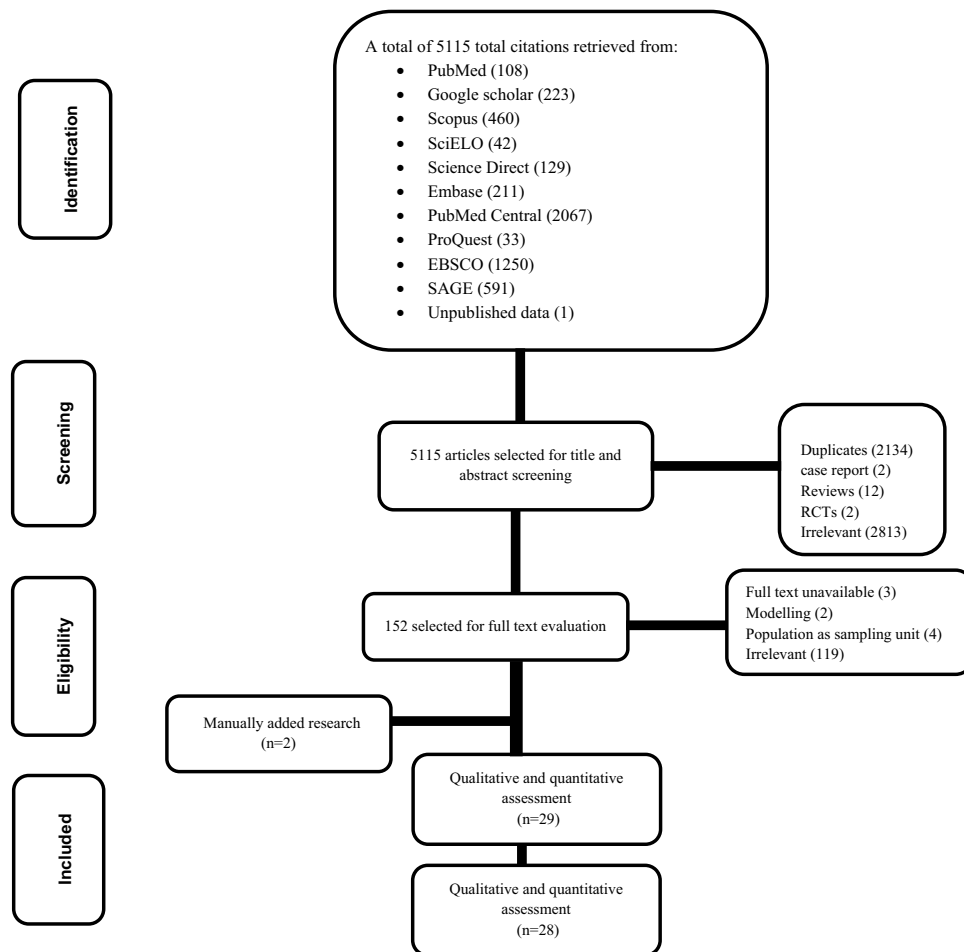 Identification
A total of 5115 total citations retrieved from:
• PubMed (108)
• Google scholar (223)
• Scopus (460)
• SciELO (42)
• Science Direct (129)
• Embase (211)
• PubMed Central (2067)
• ProQuest (33)
• EBSCO (1250)
• SAGE (591)
• Unpublished data (1)
Screening
5115 articles selected for title and
abstract screening
Duplicates (2134)
case report (2)
Reviews (12)
RCTs (2)
Irrelevant (2813)
Eligibility
152 selected for full text evaluation
Full text unavailable (3)
Modelling (2)
Population as sampling unit (4)
Irrelevant (119)
Manually added research
(n=2)
Included
Qualitative and quantitative
assessment
(n=29)
Qualitative and quantitative
assessment
(n=28)